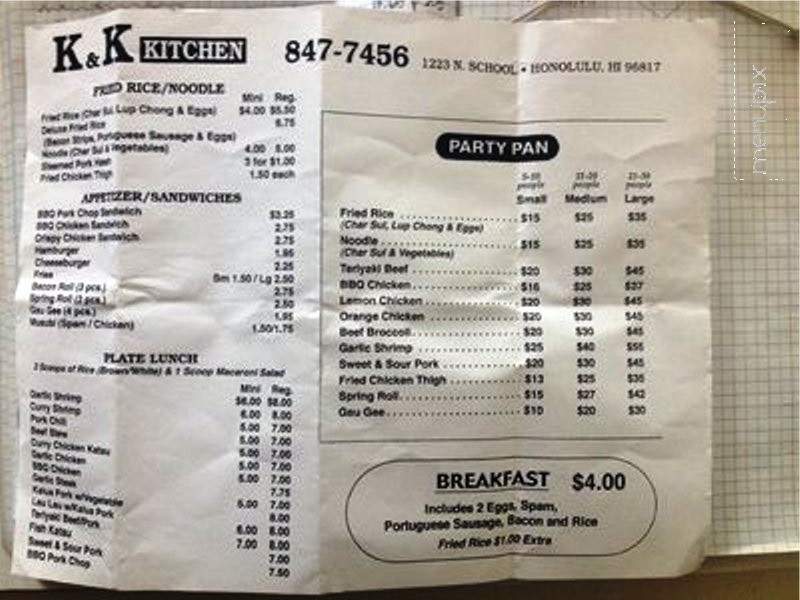 K & K KITCHEN 847-7456 1223 N. SCHOOL • HONOLULU, HI 96817
FRIED RICE/NOODLE
Mini Reg.
Fried Rice (Char Sui, Lup Chong & Eggs) $4.00 $5.50
Deluxe Fried Rice 6.75
(Bacon Strips, Portuguese Sausage & Eggs)
Noodle (Char Sui & Vegetables) 4.00 5.00
Steamed Pork Hash 3 for $1.00
Fried Chicken Thigh 1.50 each
APPETIZER/SANDWICHES
BBQ Pork Chop Sandwich $3.25
BBQ Chicken Sandwich 2.75
Crispy Chicken Sandwich 2.75
Hamburger 1.95
Cheeseburger 2.25
Fries Sm 1.50 / Lg 2.50
Bacon Roll (3 pcs.) 2.75
Spring Roll (3 pcs.) 2.50
Gau Gee (4 pcs.) 1.95
Musubi (Spam / Chicken) 1.50/1.75
PLATE LUNCH
2 Scoops of Rice (Brown/White) & 1 Scoop Macaroni Salad
Mini Reg.
Garlic Shrimp $6.00 $8.00
Curry Shrimp 6.00 8.00
Pork Chili 5.00 7.00
Beef Stew 5.00 7.00
Curry Chicken Katsu 5.00 7.00
Garlic Chicken 5.00 7.00
BBQ Chicken 5.00 7.00
Garlic Steak 7.75
Kalua Pork w/Vegetable 5.00 7.00
Lau Lau w/Kalua Pork 8.00
Teriyaki Beef/Pork 6.00 8.00
Fish Katsu 7.00 8.00
Sweet & Sour Pork 7.00
BBQ Pork Chop 7.50
PARTY PAN
5-10 people 11-20 people 21-30 people
Small Medium Large
Fried Rice $15 $25 $35
(Char Sui, Lup Chong & Eggs)
Noodle $15 $25 $35
(Char Sui & Vegetables)
Teriyaki Beef $20 $30 $45
BBQ Chicken $16 $25 $37
Lemon Chicken $20 $30 $45
Orange Chicken $20 $30 $45
Beef Broccoli $20 $30 $45
Garlic Shrimp $25 $40 $55
Sweet & Sour Pork $20 $30 $45
Fried Chicken Thigh $13 $25 $35
Spring Roll $15 $27 $42
Gau Gee $10 $20 $30
BREAKFAST $4.00
Includes 2 Eggs, Spam,
Portuguese Sausage, Bacon and Rice
Fried Rice $1.00 Extra
menupix